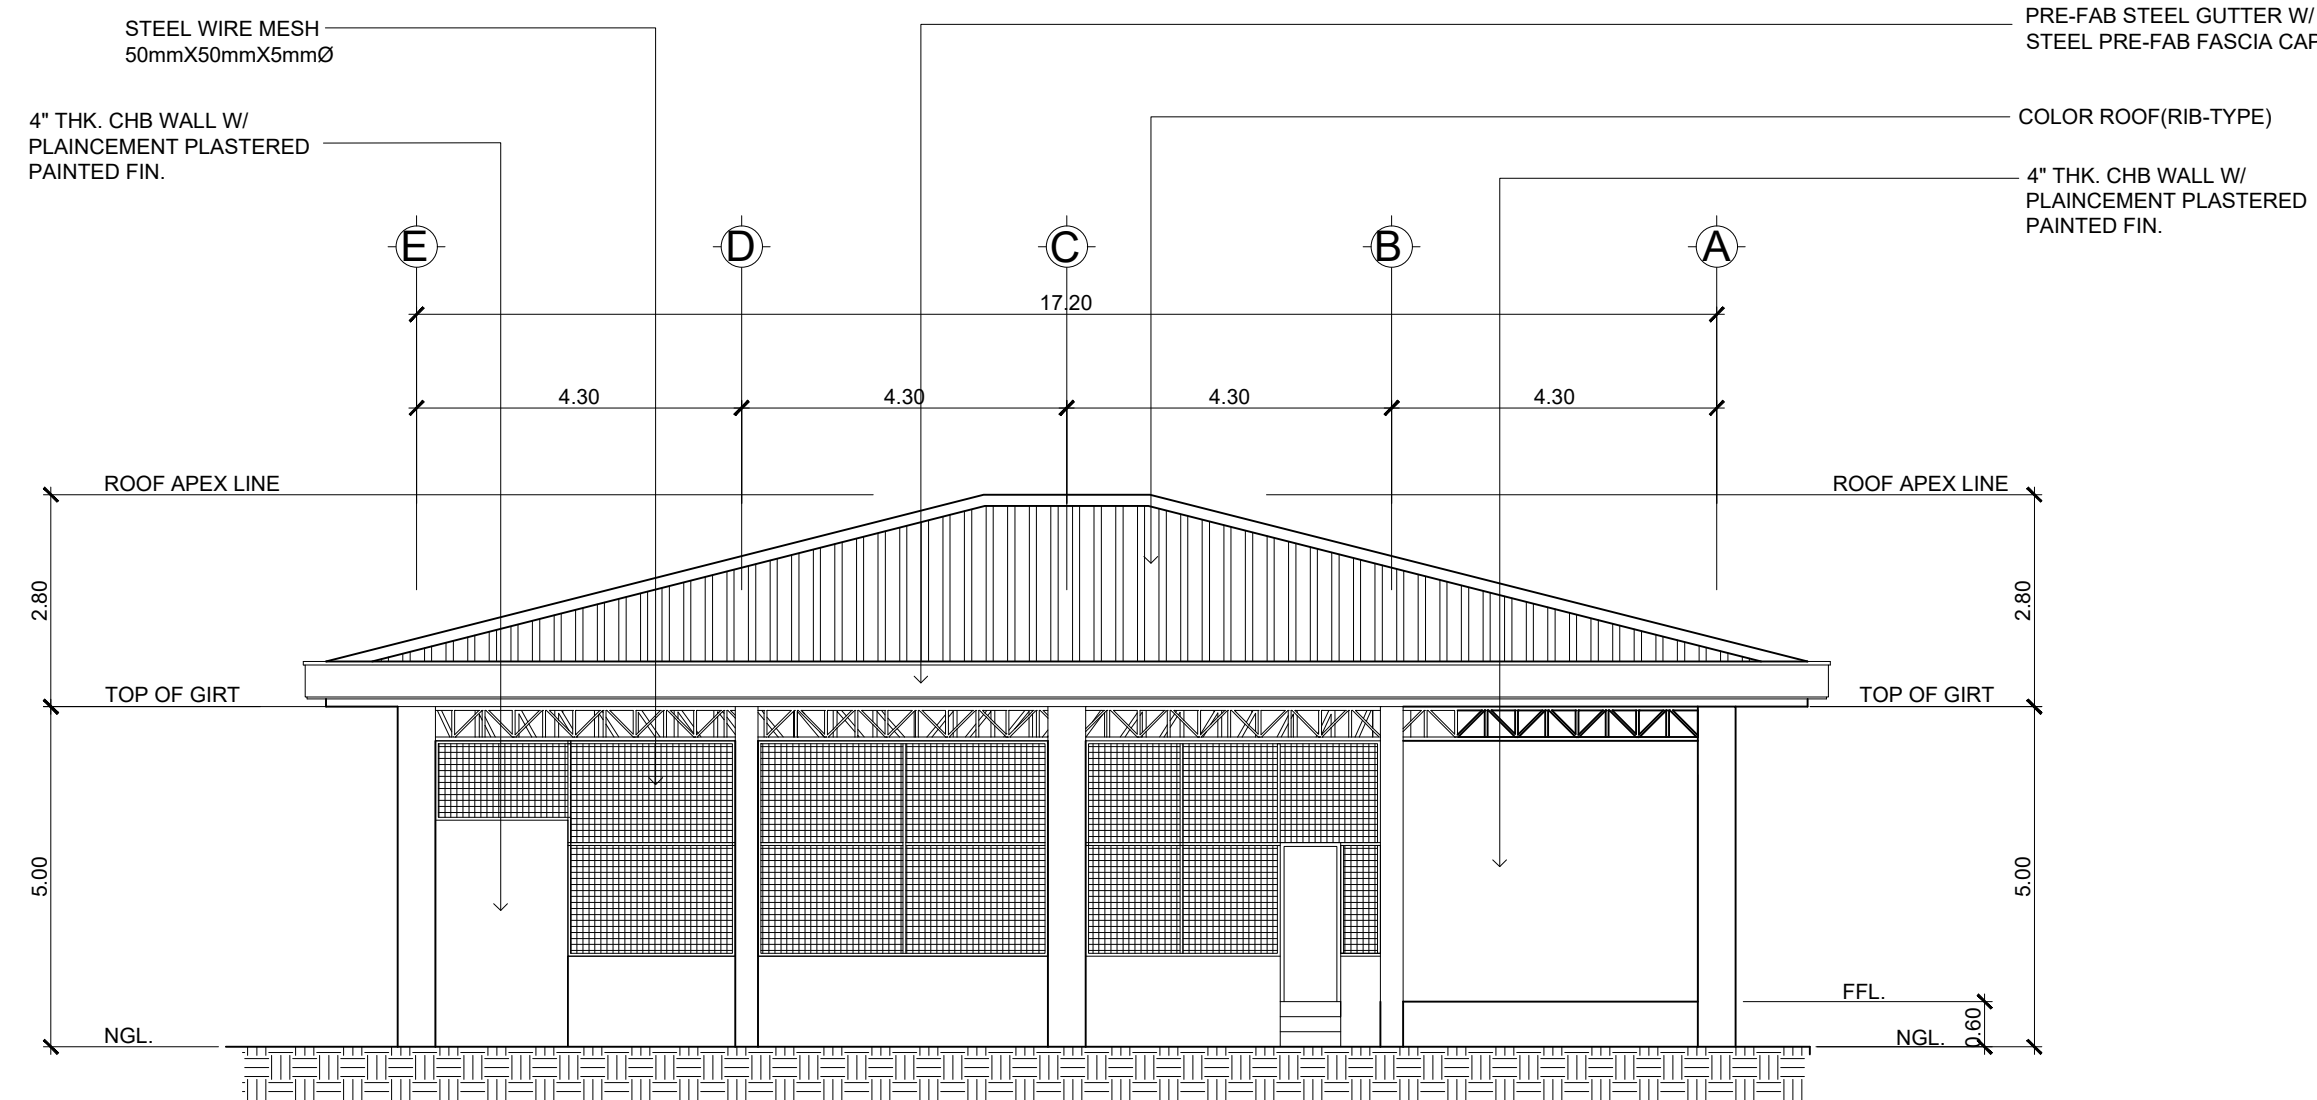 STEEL WIRE MESH
50mmX50mmX5mmØ
PRE-FAB STEEL GUTTER W/
STEEL PRE-FAB FASCIA CAP
4" THK. CHB WALL W/
PLAINCEMENT PLASTERED
PAINTED FIN.
COLOR ROOF(RIB-TYPE)
4" THK. CHB WALL W/
PLAINCEMENT PLASTERED
PAINTED FIN.
E D C B A
17.20
4.30 4.30 4.30 4.30
ROOF APEX LINE
ROOF APEX LINE
2.80
2.80
TOP OF GIRT
TOP OF GIRT
5.00
5.00
FFL.
0.60
NGL.
NGL.